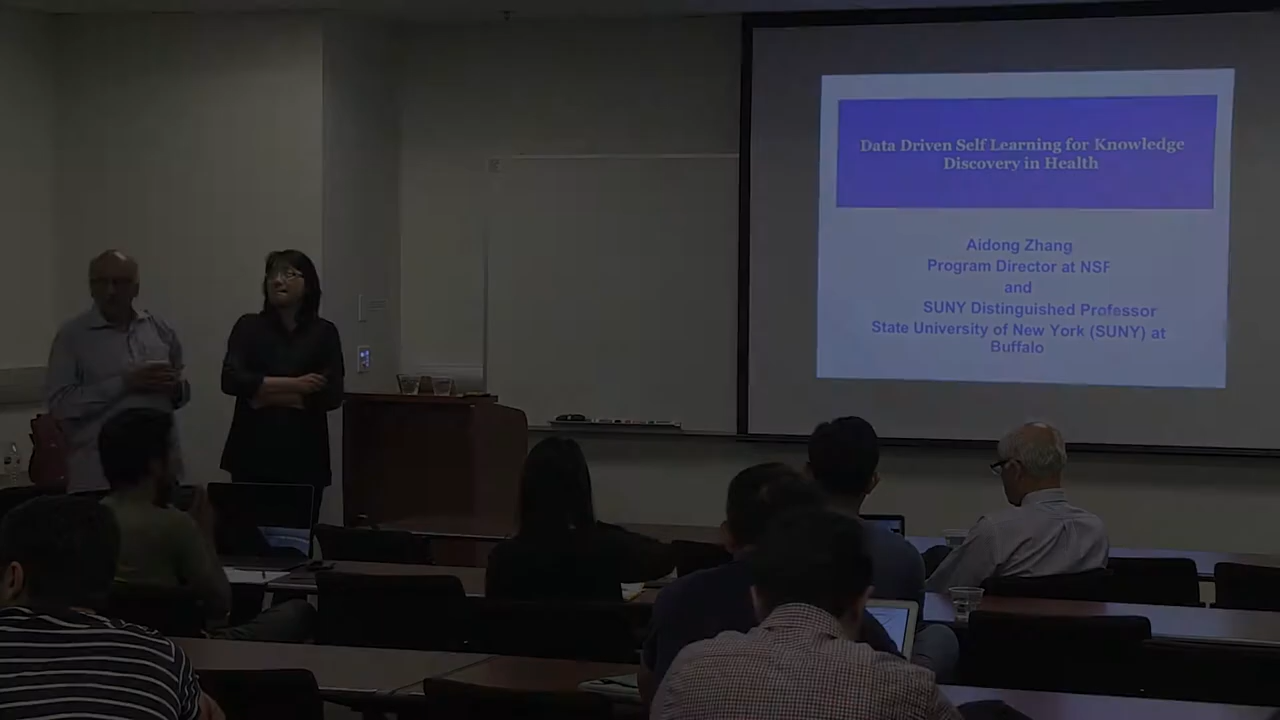 Data Driven Self Learning for Knowledge
Discovery in Health
Aidong Zhang
Program Director at NSF
and
SUNY Distinguished Professor
State University of New York (SUNY) at
Buffalo